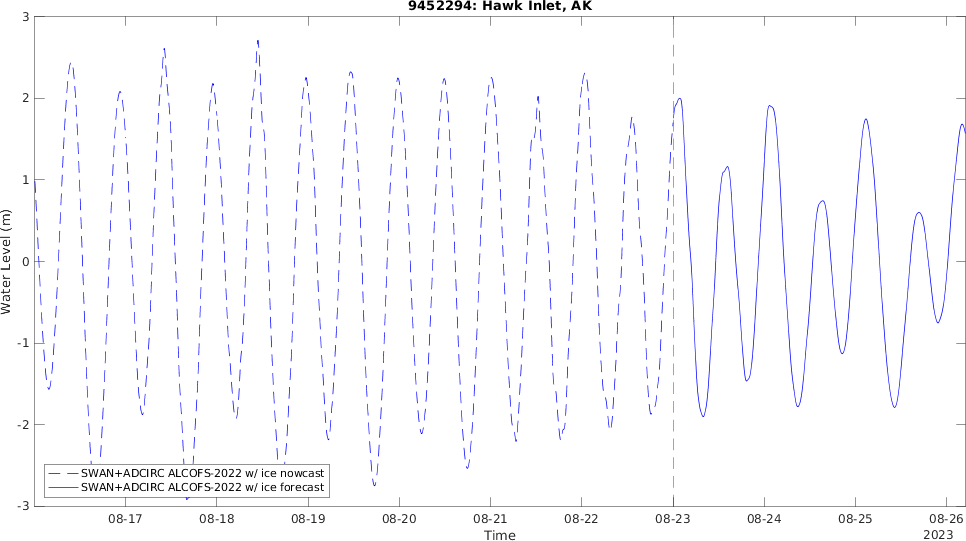 9452294: Hawk Inlet, AK
3
2
1
0
-1
-2
-3
Water Level (m)
SWAN+ADCIRC ALCOFS-2022 w/ ice nowcast
SWAN+ADCIRC ALCOFS-2022 w/ ice forecast
08-17 08-18 08-19 08-20 08-21 08-22 08-23 08-24 08-25 08-26
2023
Time